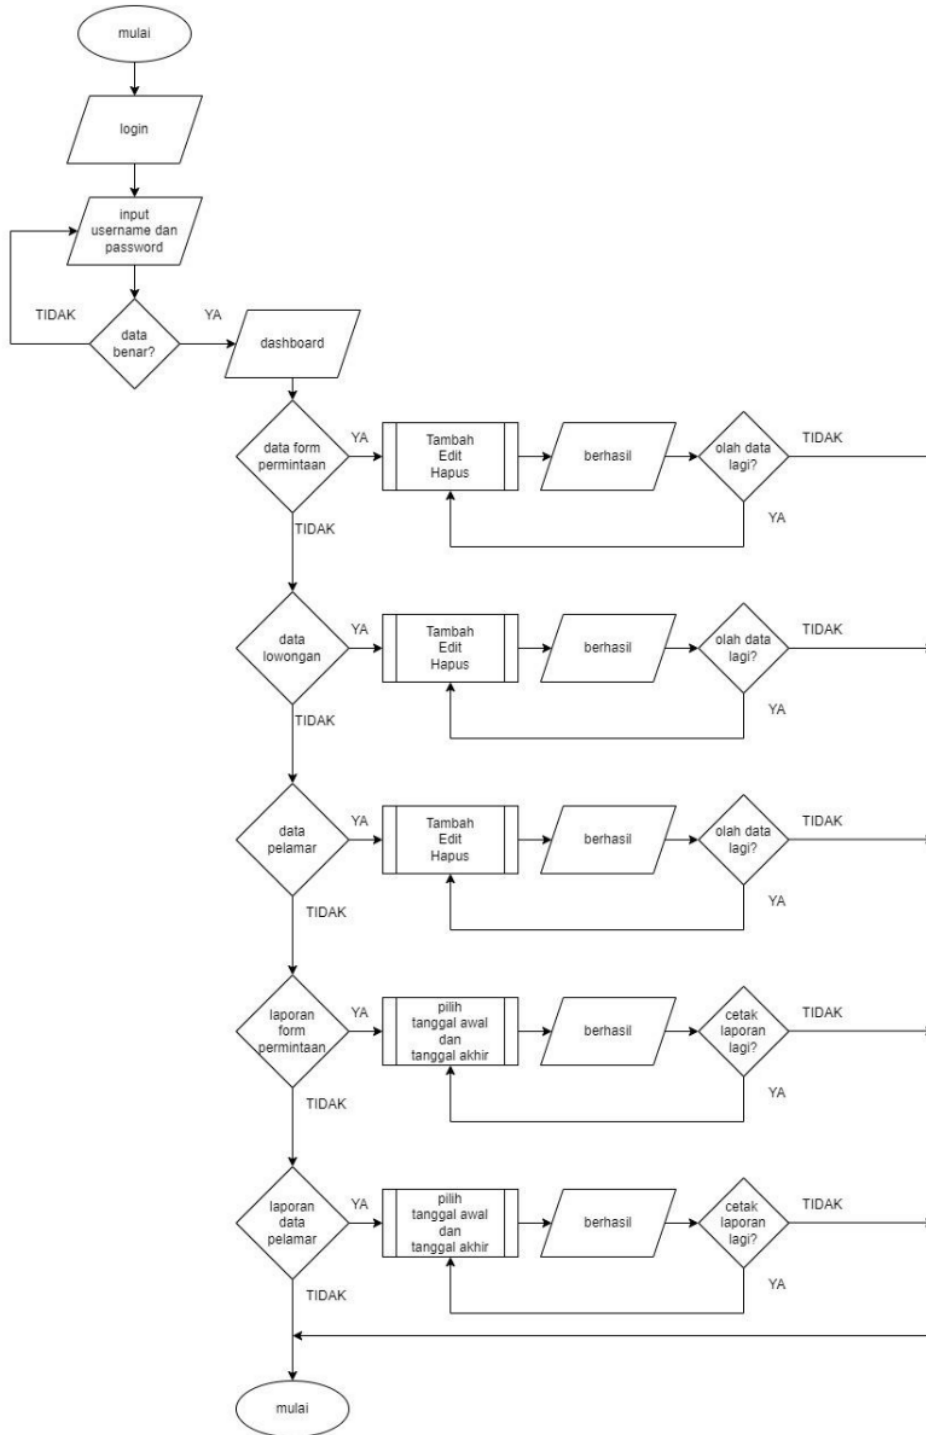 mulai
login
input
username dan
password
TIDAK
YA
data
benar?
dashboard
data form
permintaan
YA
Tambah
Edit
Hapus
berhasil
olah data
lagi?
TIDAK
YA
TIDAK
data
lowongan
YA
Tambah
Edit
Hapus
berhasil
olah data
lagi?
TIDAK
YA
TIDAK
data
pelamar
YA
Tambah
Edit
Hapus
berhasil
olah data
lagi?
TIDAK
YA
TIDAK
laporan
form
permintaan
YA
pilih
tanggal awal
dan
tanggal akhir
berhasil
cetak
laporan
lagi?
TIDAK
YA
TIDAK
laporan
data
pelamar
YA
pilih
tanggal awal
dan
tanggal akhir
berhasil
cetak
laporan
lagi?
TIDAK
YA
TIDAK
mulai